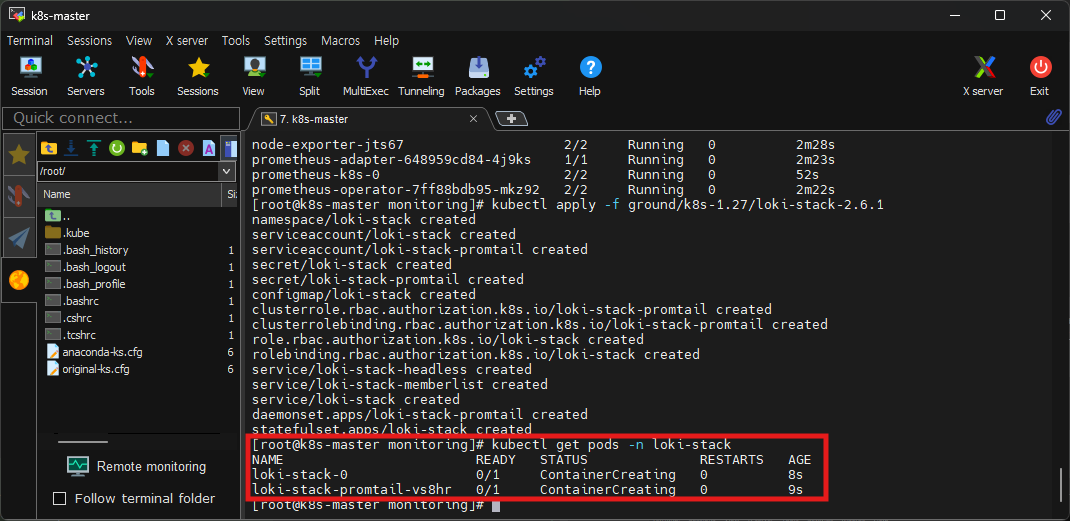 k8s-master
Terminal Sessions View X server Tools Settings Macros Help
Session Servers Tools Sessions View Split MultiExec Tunneling Packages Settings Help X server Exit
Quick connect...
7. k8s-master
/root/
Name Si
..
.kube
.bash_history 1
.bash_logout 1
.bash_profile 1
.bashrc 1
.cshrc 1
.tcshrc 1
anaconda-ks.cfg 6
original-ks.cfg 6
Remote monitoring
Follow terminal folder
node-exporter-jts67 2/2 Running 0 2m28s
prometheus-adapter-648959cd84-4j9ks 1/1 Running 0 2m23s
prometheus-k8s-0 2/2 Running 0 52s
prometheus-operator-7ff88bdb95-mkz92 2/2 Running 0 2m22s
[root@k8s-master monitoring]# kubectl apply -f ground/k8s-1.27/loki-stack-2.6.1
namespace/loki-stack created
serviceaccount/loki-stack created
serviceaccount/loki-stack-promtail created
secret/loki-stack created
secret/loki-stack-promtail created
configmap/loki-stack created
clusterrole.rbac.authorization.k8s.io/loki-stack-promtail created
clusterrolebinding.rbac.authorization.k8s.io/loki-stack-promtail created
role.rbac.authorization.k8s.io/loki-stack created
rolebinding.rbac.authorization.k8s.io/loki-stack created
service/loki-stack-headless created
service/loki-stack-memberlist created
service/loki-stack created
daemonset.apps/loki-stack-promtail created
statefulset.apps/loki-stack created
[root@k8s-master monitoring]# kubectl get pods -n loki-stack
NAME READY STATUS RESTARTS AGE
loki-stack-0 0/1 ContainerCreating 0 8s
loki-stack-promtail-vs8hr 0/1 ContainerCreating 0 9s
[root@k8s-master monitoring]#